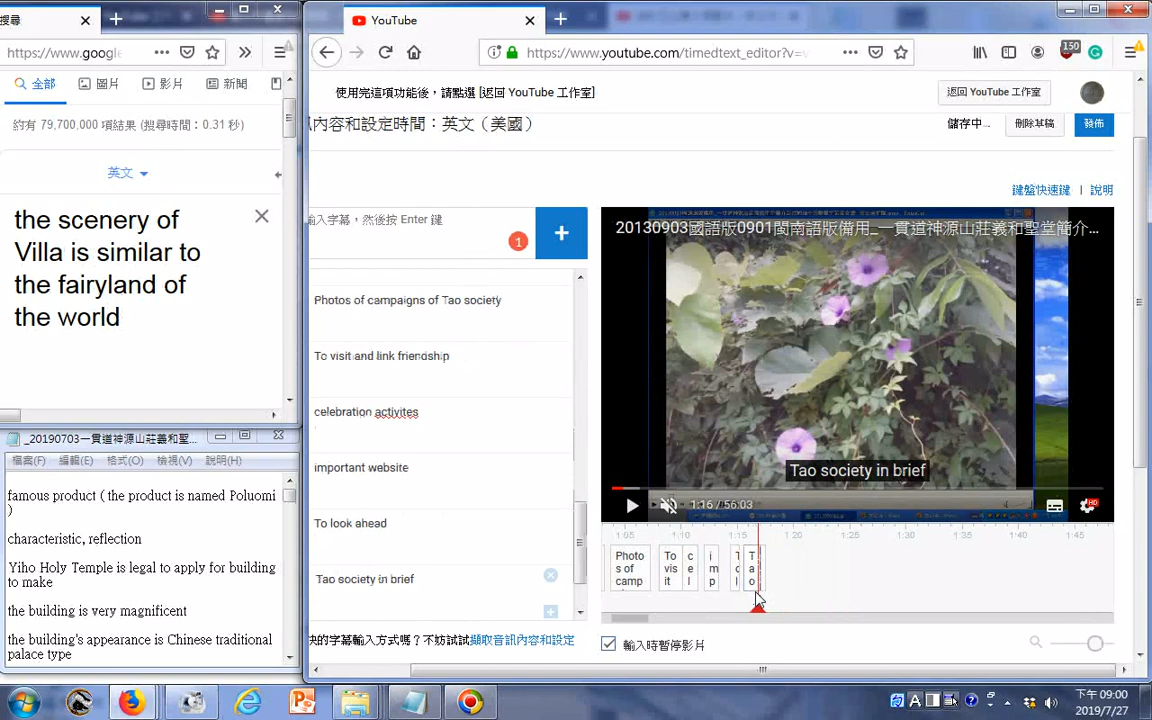 搜尋
YouTube
https://www.google
https://www.youtube.com/timedtext_editor?v=
150
全部
圖片
影片
新聞
約有 79,700,000 項結果 (搜尋時間：0.31 秒)
英文
the scenery of
Villa is similar to
the fairyland of
the world
使用完這項功能後，請點選 [返回 YouTube 工作室]
返回 YouTube 工作室
內容和設定時間：英文（美國）
儲存中...
刪除草稿
發佈
鍵盤快速鍵 | 說明
輸入字幕，然後按 Enter 鍵
1
Photos of campaigns of Tao society
To visit and link friendship
celebration activites
important website
To look ahead
Tao society in brief
的字幕輸入方式嗎？不妨試試擷取音訊內容和設定
20130903國語版0901閩南語版備用_一貫道神源山莊義和聖堂簡介...
Tao society in brief
1:16 / 56:03
HD
1:05
1:10
1:15
1:20
1:25
1:30
1:35
1:40
1:45
Photo
s of
camp
To
vis
it
c
e
l
i
m
p
T
a
o
輸入時暫停影片
_20190703一貫道神源山莊義和聖...
檔案(F)
編輯(E)
格式(O)
檢視(V)
說明(H)
famous product ( the product is named Poluomi
)
characteristic, reflection
Yiho Holy Temple is legal to apply for building
to make
the building is very magnificent
the building's appearance is Chinese traditional
palace type
下午 09:00
2019/7/27